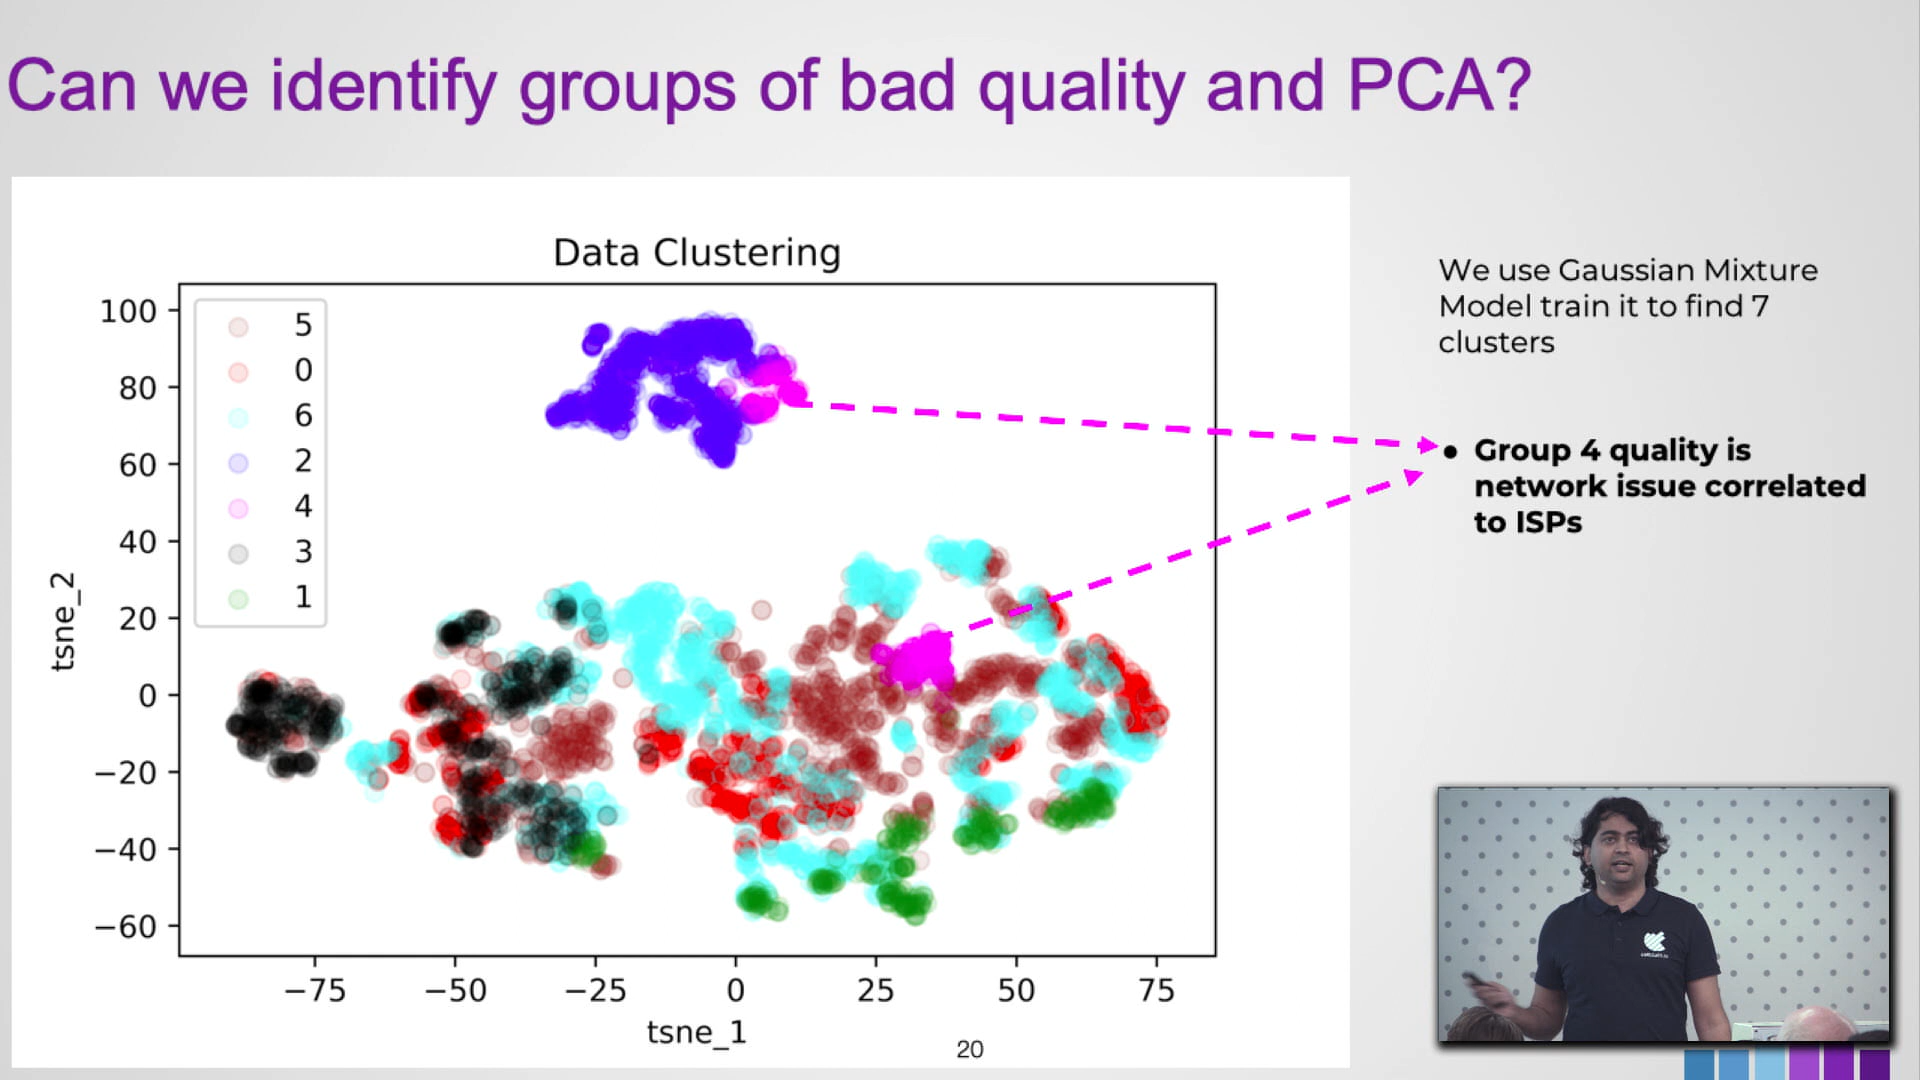 Can we identify groups of bad quality and PCA?
Data Clustering
100
80
60
40
20
0
−20
−40
−60
tsne_2
5
0
6
2
4
3
1
−75
−50
−25
0
25
50
75
tsne_1
20
We use Gaussian Mixture
Model train it to find 7
clusters
● Group 4 quality is
network issue correlated
to ISPs